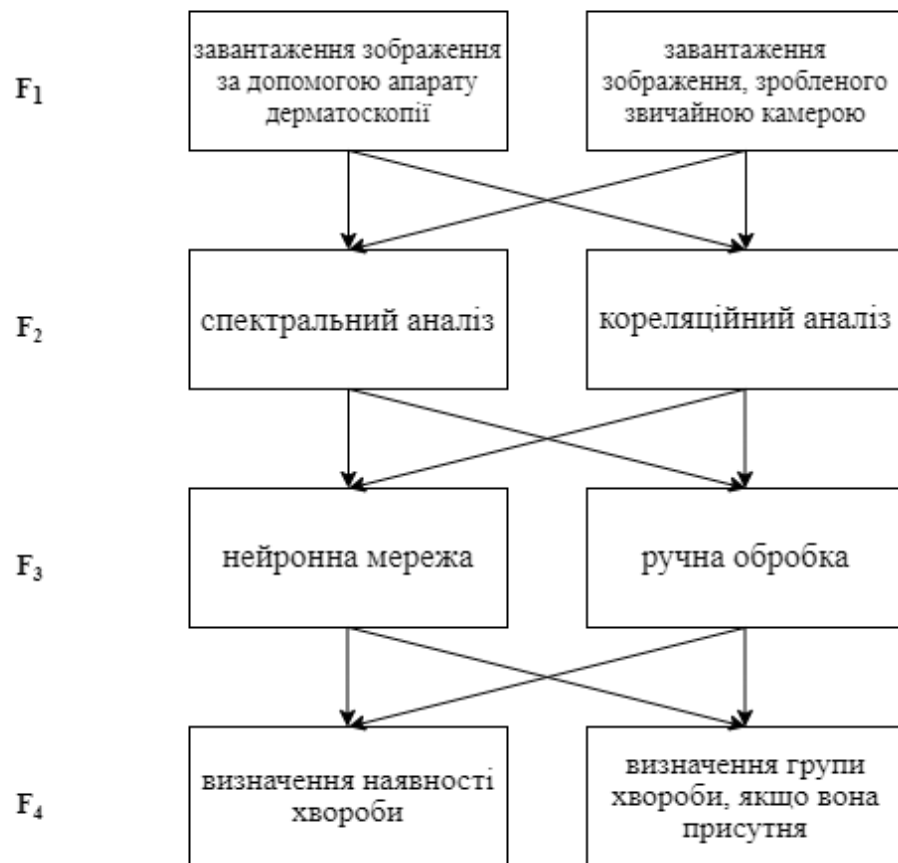 F1
завантаження зображення
за допомогою апарату
дерматоскопії
завантаження
зображення, зробленого
звичайною камерою
F2
спектральний аналіз
кореляційний аналіз
F3
нейронна мережа
ручна обробка
F4
визначення наявності
хвороби
визначення групи
хвороби, якщо вона
присутня